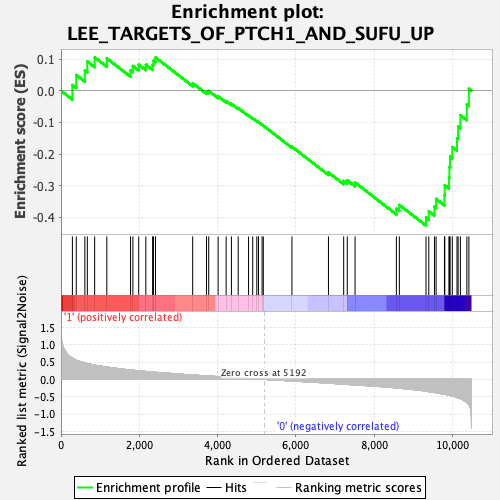 Enrichment plot:
LEE_TARGETS_OF_PTCH1_AND_SUFU_UP
Enrichment score (ES)
0.1
0.0
-0.1
-0.2
-0.3
-0.4
'1' (positively correlated)
Ranked list metric (Signal2Noise)
1.5
1.0
0.5
0.0
-0.5
-1.0
-1.5
Zero cross at 5192
'0' (negatively correlated)
0
2,000
4,000
6,000
8,000
10,000
Rank in Ordered Dataset
Enrichment profile
Hits
Ranking metric scores